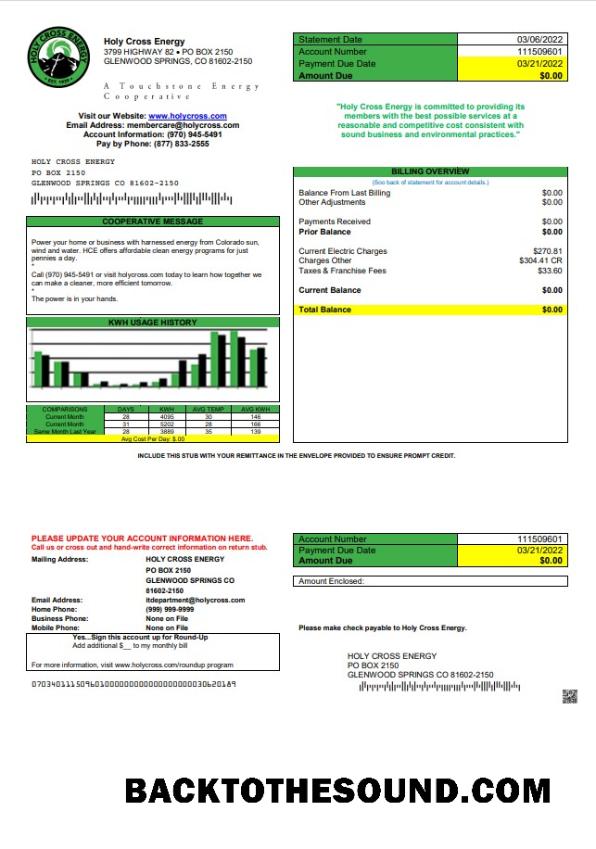 HOLY CROSS ENERGY
EST. 1939
Holy Cross Energy
3799 HIGHWAY 82 • PO BOX 2150
GLENWOOD SPRINGS, CO 81602-2150
A Touchstone Energy
Cooperative
Visit our Website: www.holycross.com
Email Address: membercare@holycross.com
Account Information: (970) 945-5491
Pay by Phone: (877) 833-2555
Statement Date 03/06/2022
Account Number 111509601
Payment Due Date 03/21/2022
Amount Due $0.00
"Holy Cross Energy is committed to providing its
members with the best possible services at a
reasonable and competitive cost consistent with
sound business and environmental practices."
HOLY CROSS ENERGY
PO BOX 2150
GLENWOOD SPRINGS CO 81602-2150
COOPERATIVE MESSAGE
Power your home or business with harnessed energy from Colorado sun,
wind and water. HCE offers affordable clean energy programs for just
pennies a day.
*
Call (970) 945-5491 or visit holycross.com today to learn how together we
can make a cleaner, more efficient tomorrow.
*
The power is in your hands.
BILLING OVERVIEW
(See back of statement for account details.)
Balance From Last Billing $0.00
Other Adjustments $0.00
Payments Received $0.00
Prior Balance $0.00
Current Electric Charges $270.81
Charges Other $304.41 CR
Taxes & Franchise Fees $33.60
Current Balance $0.00
Total Balance $0.00
KWH USAGE HISTORY
COMPARISONS DAYS KWH AVG TEMP AVG KWH
Current Month 28 4095 30 146
Current Month 31 5202 28 166
Same Month Last Year 28 3889 35 139
Avg Cost Per Day: $.00
INCLUDE THIS STUB WITH YOUR REMITTANCE IN THE ENVELOPE PROVIDED TO ENSURE PROMPT CREDIT.
PLEASE UPDATE YOUR ACCOUNT INFORMATION HERE.
Call us or cross out and hand-write correct information on return stub.
Mailing Address: HOLY CROSS ENERGY
PO BOX 2150
GLENWOOD SPRINGS CO
81602-2150
Email Address: itdepartment@holycross.com
Home Phone: (999) 999-9999
Business Phone: None on File
Mobile Phone: None on File
Yes...Sign this account up for Round-Up
Add additional $__ to my monthly bill
For more information, visit www.holycross.com/roundup program
Account Number 111509601
Payment Due Date 03/21/2022
Amount Due $0.00
Amount Enclosed:
Please make check payable to Holy Cross Energy.
HOLY CROSS ENERGY
PO BOX 2150
GLENWOOD SPRINGS CO 81602-2150
BACKTOTHESOUND.COM